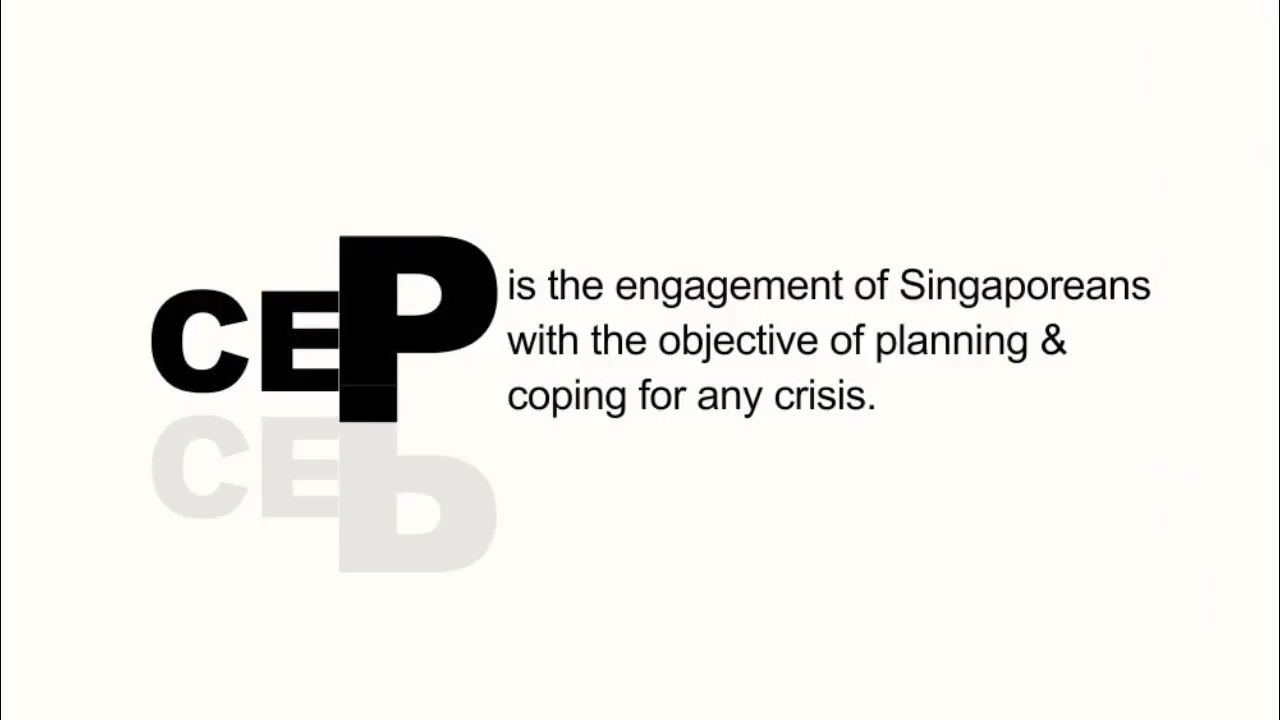 CEP
is the engagement of Singaporeans
with the objective of planning &
coping for any crisis.